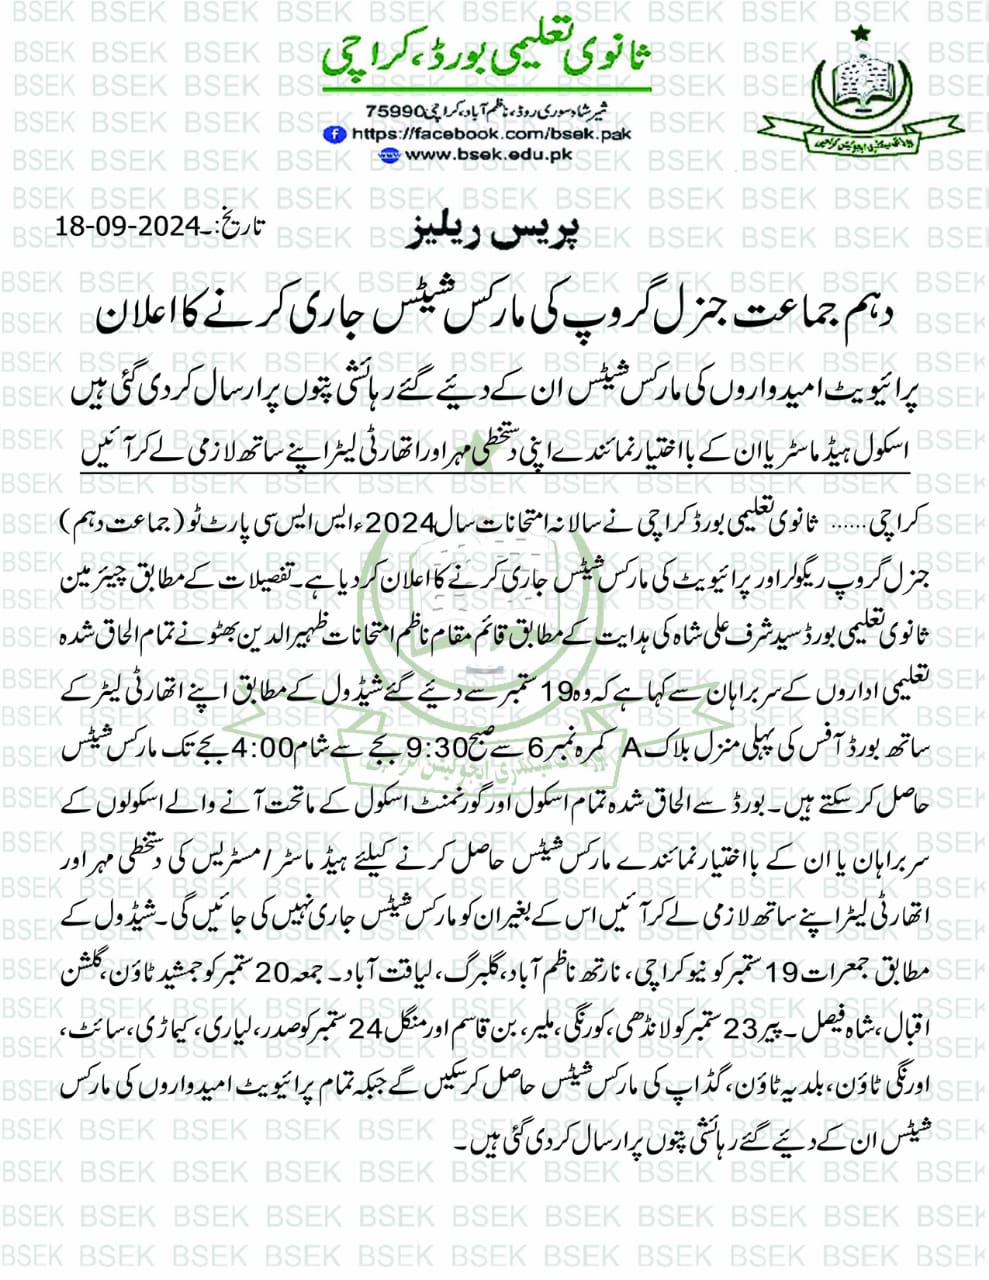 ثانوی تعلیمی بورڈ، کراچی
شیر شاہ سوری روڈ، ناظم آباد، کراچی 75990
https://facebook.com/bsek.pak
www.bsek.edu.pk
پریس ریلیز
تاریخ:۔18-09-2024
دہم جماعت جنرل گروپ کی مارکس شیٹس جاری کرنے کا اعلان
پرائیویٹ امیدواروں کی مارکس شیٹس ان کے دیئے گئے رہائشی پتوں پر ارسال کر دی گئی ہیں
اسکول ہیڈ ماسٹر یا ان کے بااختیار نمائندے اپنی دستخطی مہر اور اتھارٹی لیٹر اپنے ساتھ لازمی لے کر آئیں
کراچی...... ثانوی تعلیمی بورڈ کراچی نے سالانہ امتحانات سال 2024ء ایس ایس سی پارٹ ٹو (جماعت دہم)
جنرل گروپ ریگولر اور پرائیویٹ کی مارکس شیٹس جاری کرنے کا اعلان کر دیا ہے۔ تفصیلات کے مطابق چیئرمین
ثانوی تعلیمی بورڈ سید شرف علی شاہ کی ہدایت کے مطابق قائم مقام ناظم امتحانات ظہیر الدین بھٹو نے تمام الحاق شدہ
تعلیمی اداروں کے سربراہان سے کہا ہے کہ وہ 19 ستمبر سے دیئے گئے شیڈول کے مطابق اپنے اتھارٹی لیٹر کے
ساتھ بورڈ آفس کی پہلی منزل بلاک A کمرہ نمبر 6 سے صبح 9:30 بجے سے شام 4:00 بجے تک مارکس شیٹس
حاصل کر سکتے ہیں۔ بورڈ سے الحاق شدہ تمام اسکول اور گورنمنٹ اسکول کے ماتحت آنے والے اسکولوں کے
سربراہان یا ان کے بااختیار نمائندے مارکس شیٹس حاصل کرنے کیلئے ہیڈ ماسٹر/مسٹریس کی دستخطی مہر اور
اتھارٹی لیٹر اپنے ساتھ لازمی لے کر آئیں اس کے بغیر ان کو مارکس شیٹس جاری نہیں کی جائیں گی۔ شیڈول کے
مطابق جمعرات 19 ستمبر کو نیو کراچی، نارتھ ناظم آباد، گلبرگ، لیاقت آباد۔ جمعہ 20 ستمبر کو جمشید ٹاؤن، گلشن
اقبال، شاہ فیصل۔ پیر 23 ستمبر کو لانڈھی، کورنگی، ملیر، بن قاسم اور منگل 24 ستمبر کو صدر، لیاری، کیماڑی، سائٹ،
اورنگی ٹاؤن، بلدیہ ٹاؤن، گڈاپ کی مارکس شیٹس حاصل کر سکیں گے جبکہ تمام پرائیویٹ امیدواروں کی مارکس
شیٹس ان کے دیئے گئے رہائشی پتوں پر ارسال کر دی گئی ہیں۔